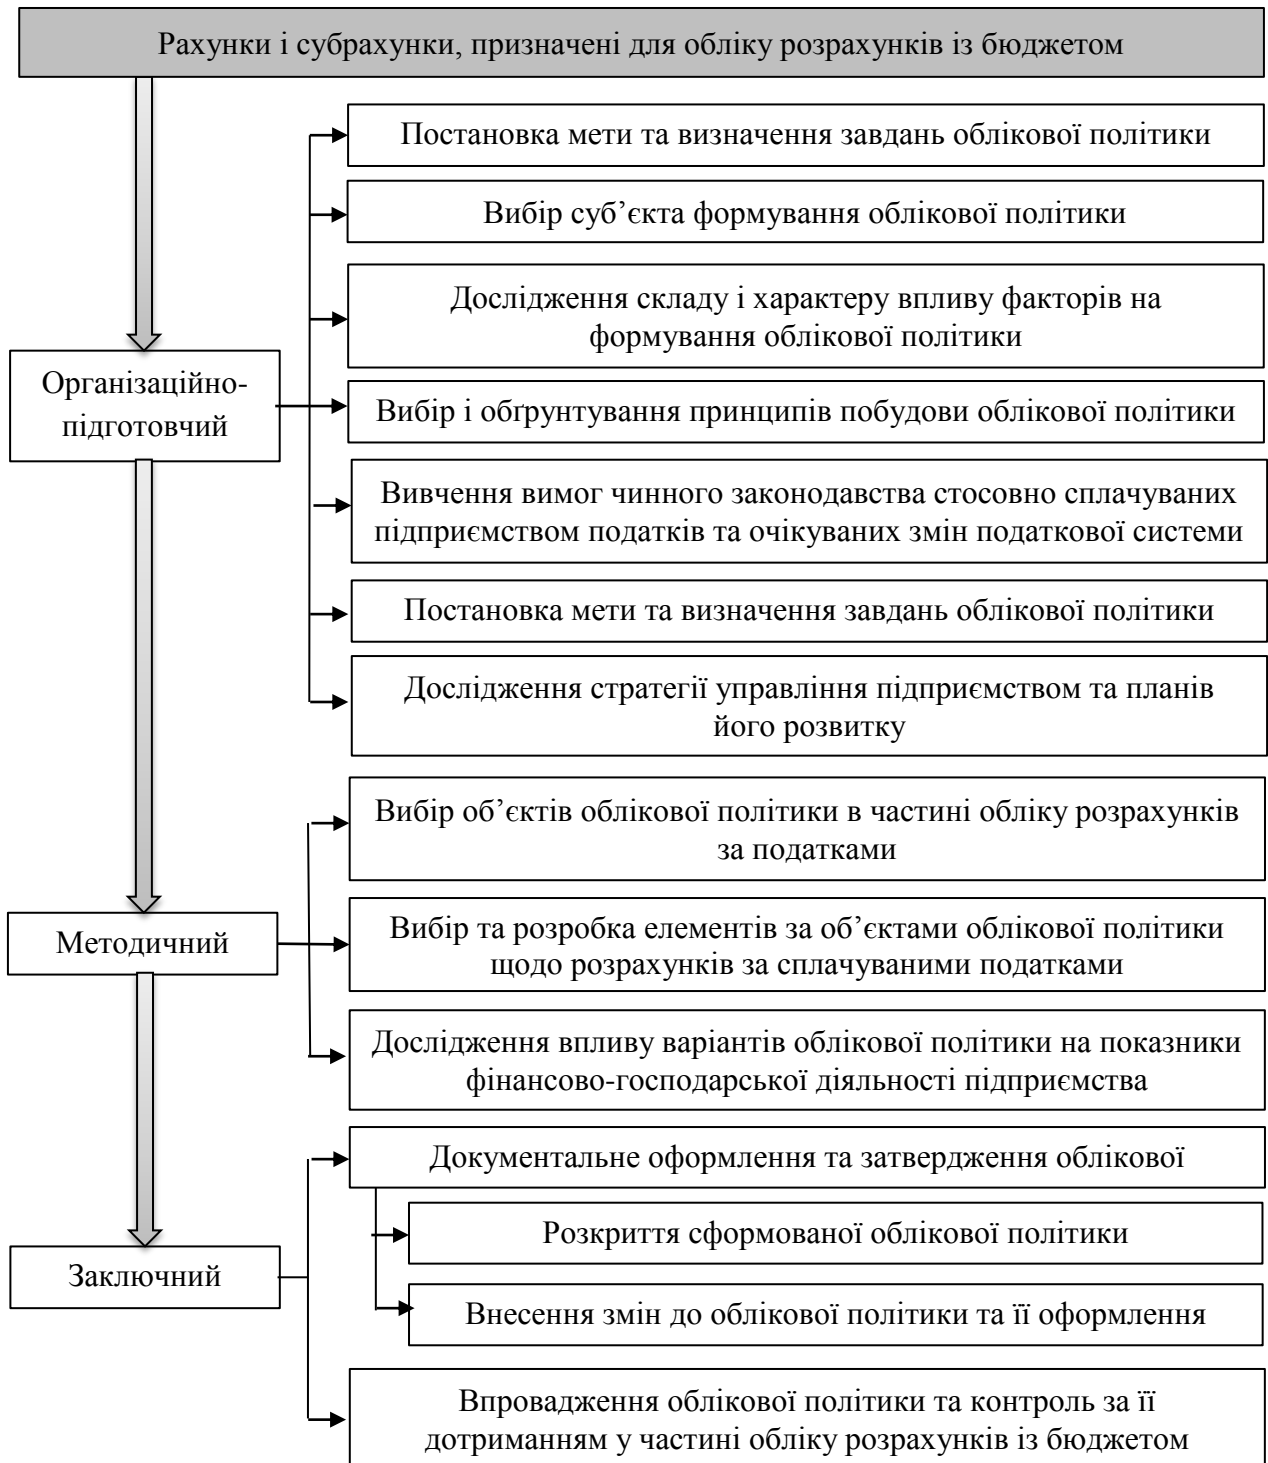 Рахунки і субрахунки, призначені для обліку розрахунків із бюджетом
Організаційно-
підготовчий
Постановка мети та визначення завдань облікової політики
Вибір суб’єкта формування облікової політики
Дослідження складу і характеру впливу факторів на
формування облікової політики
Вибір і обґрунтування принципів побудови облікової політики
Вивчення вимог чинного законодавства стосовно сплачуваних
підприємством податків та очікуваних змін податкової системи
Постановка мети та визначення завдань облікової політики
Дослідження стратегії управління підприємством та планів
його розвитку
Методичний
Вибір об’єктів облікової політики в частині обліку розрахунків
за податками
Вибір та розробка елементів за об’єктами облікової політики
щодо розрахунків за сплачуваними податками
Дослідження впливу варіантів облікової політики на показники
фінансово-господарської діяльності підприємства
Заключний
Документальне оформлення та затвердження облікової
Розкриття сформованої облікової політики
Внесення змін до облікової політики та її оформлення
Впровадження облікової політики та контроль за її
дотриманням у частині обліку розрахунків із бюджетом